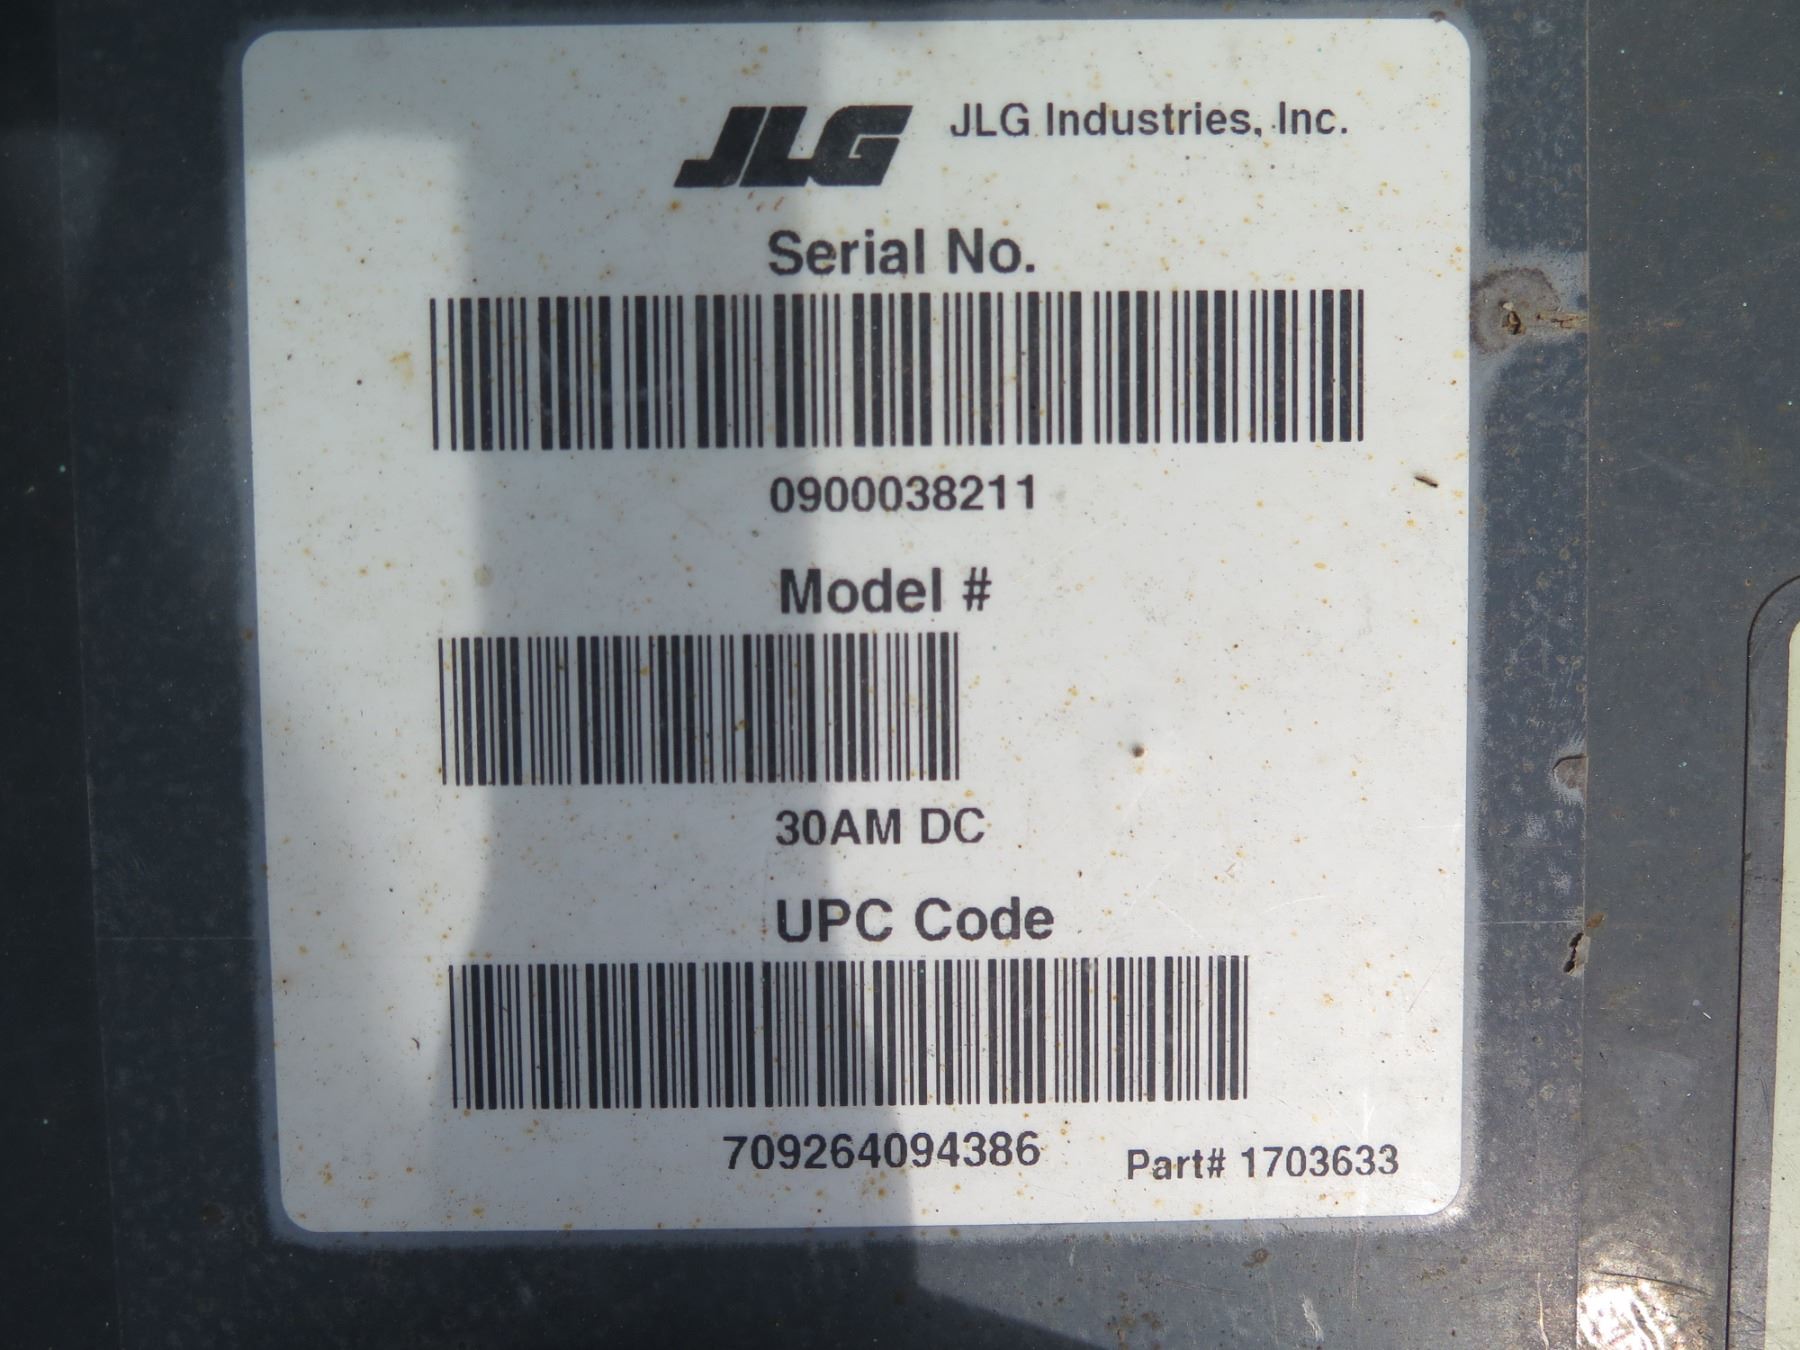 JLG JLG Industries, Inc.
Serial No.
0900038211
Model #
30AM DC
UPC Code
709264094386 Part# 1703633